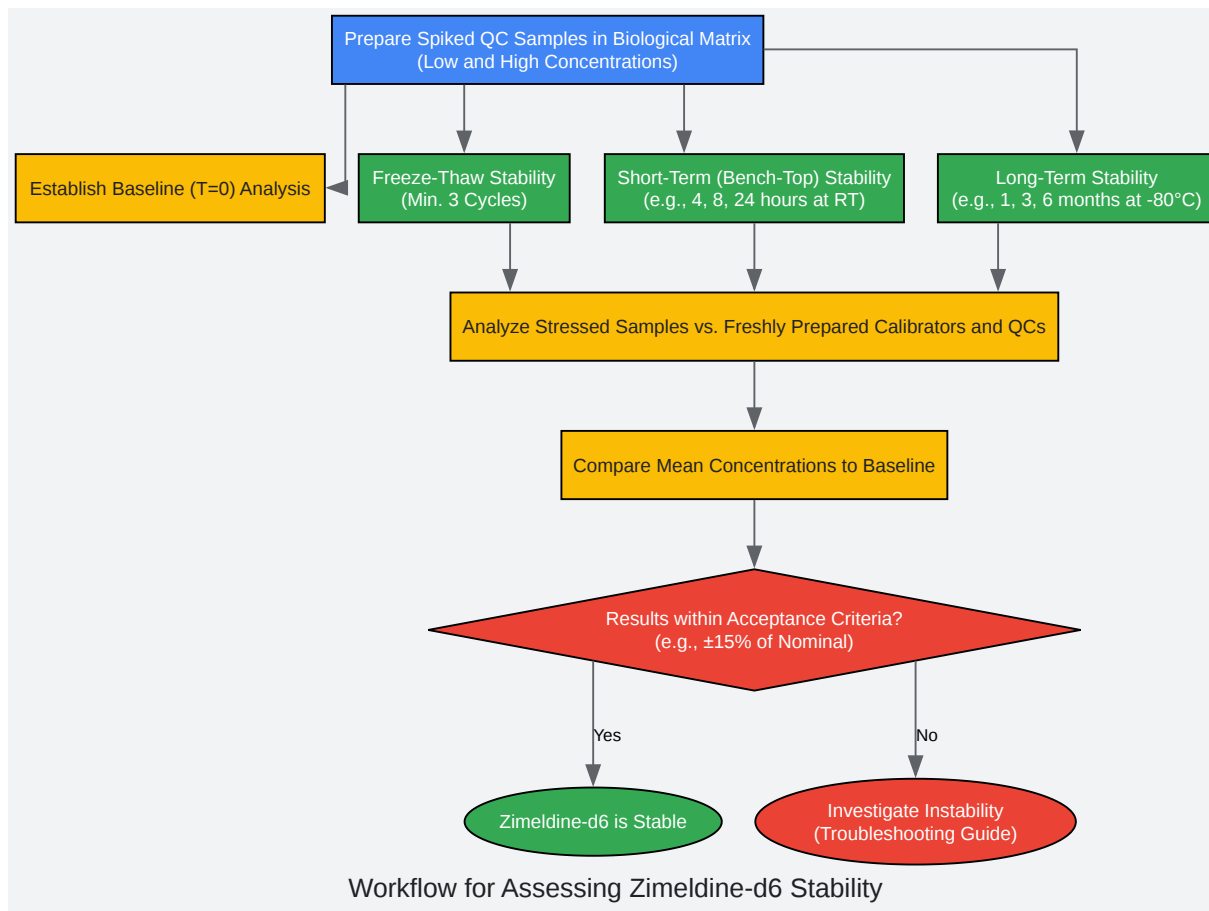 Prepare Spiked QC Samples in Biological Matrix
(Low and High Concentrations)
Establish Baseline (T=0) Analysis
Freeze-Thaw Stability
(Min. 3 Cycles)
Short-Term (Bench-Top) Stability
(e.g., 4, 8, 24 hours at RT)
Long-Term Stability
(e.g., 1, 3, 6 months at -80°C)
Analyze Stressed Samples vs. Freshly Prepared Calibrators and QCs
Compare Mean Concentrations to Baseline
Results within Acceptance Criteria?
(e.g., ±15% of Nominal)
Yes
No
Zimeldine-d6 is Stable
Investigate Instability
(Troubleshooting Guide)
Workflow for Assessing Zimeldine-d6 Stability